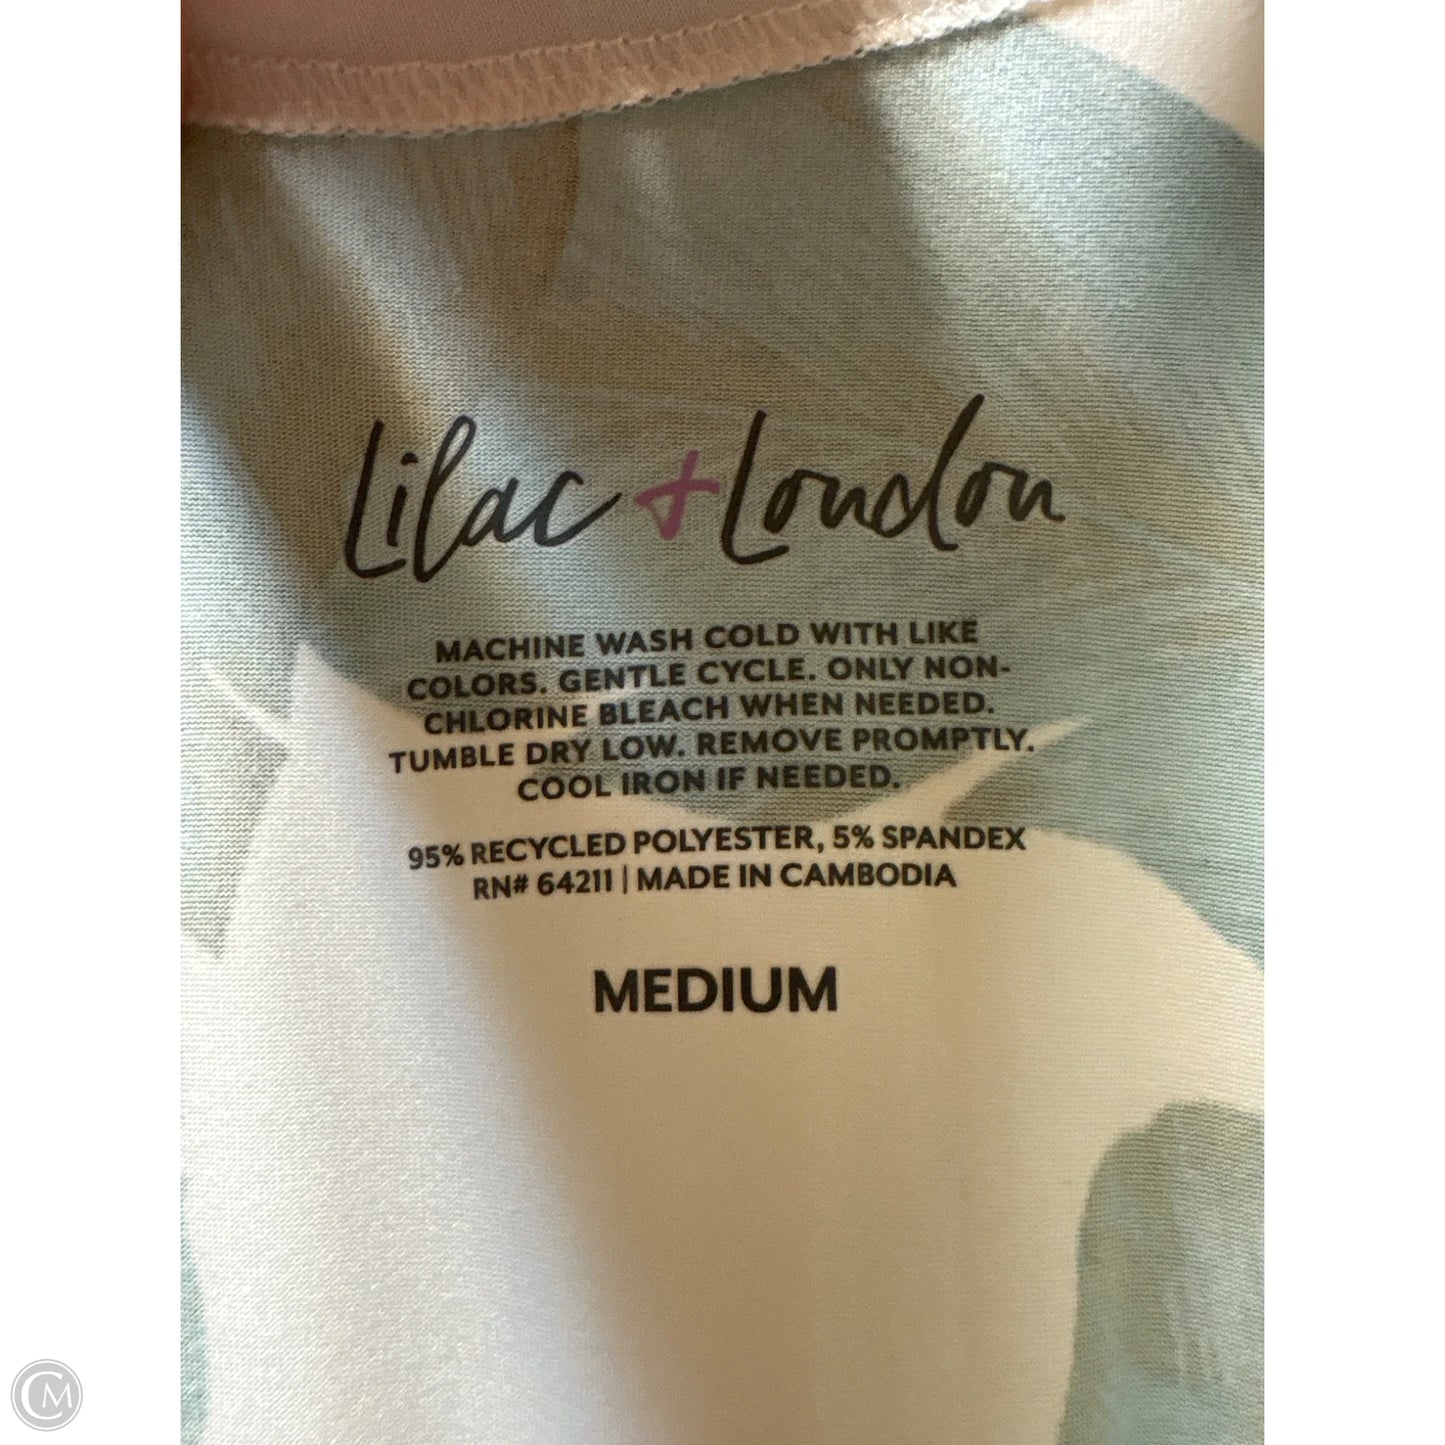 Lilac + London
MACHINE WASH COLD WITH LIKE
COLORS. GENTLE CYCLE. ONLY NON-
CHLORINE BLEACH WHEN NEEDED.
TUMBLE DRY LOW. REMOVE PROMPTLY.
COOL IRON IF NEEDED.
95% RECYCLED POLYESTER, 5% SPANDEX
RN# 64211 | MADE IN CAMBODIA
MEDIUM
CM